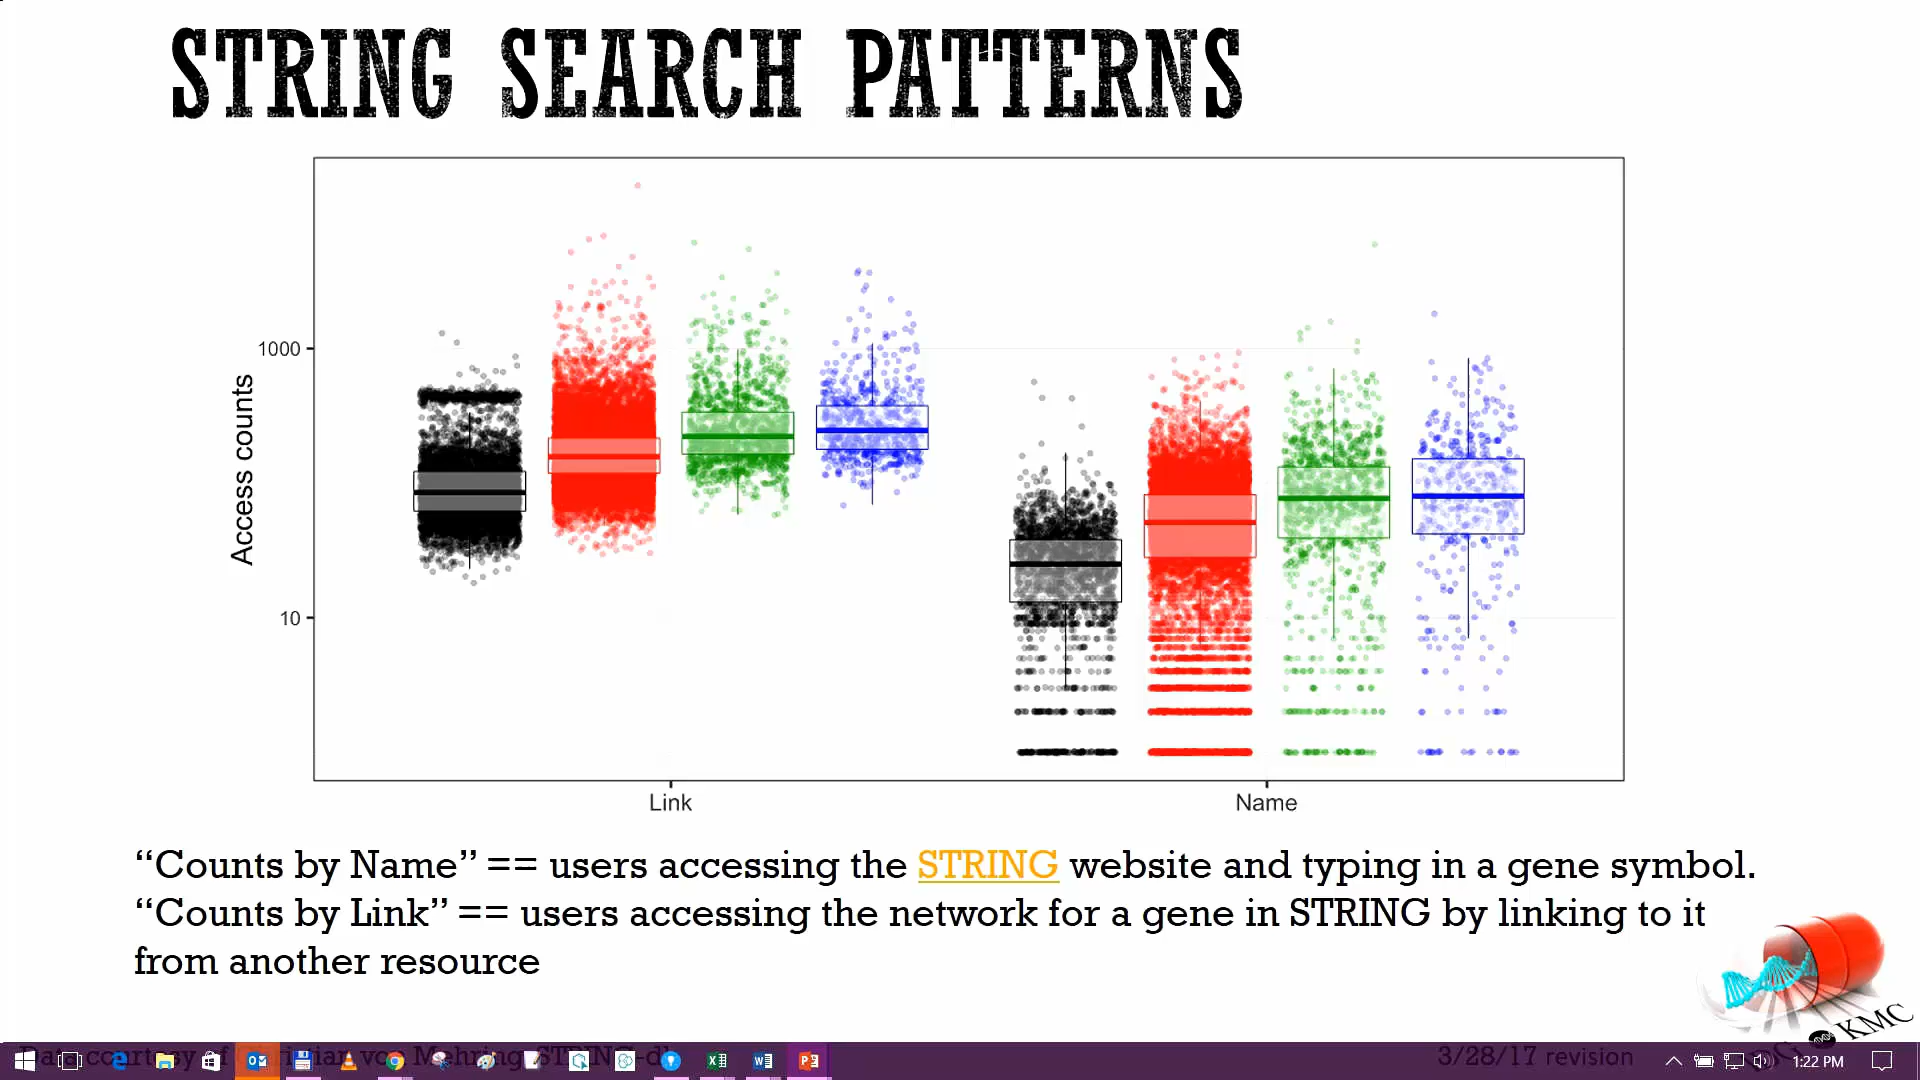 STRING SEARCH PATTERNS
1000
10
Access counts
Link
Name
“Counts by Name” == users accessing the STRING website and typing in a gene symbol.
“Counts by Link” == users accessing the network for a gene in STRING by linking to it
from another resource
KMC
3/28/17 revision
1:22 PM